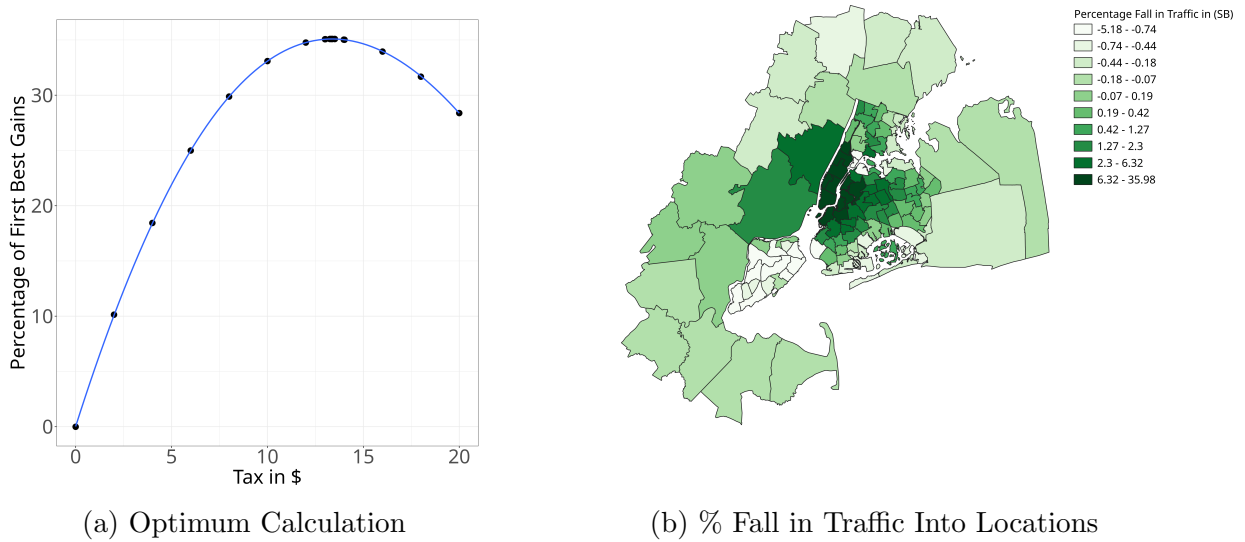 Percentage of First Best Gains
30
20
10
0
0 5 10 15 20
Tax in $
(a) Optimum Calculation
Percentage Fall in Traffic in (SB)
-5.18 - -0.74
-0.74 - -0.44
-0.44 - -0.18
-0.18 - -0.07
-0.07 - 0.19
0.19 - 0.42
0.42 - 1.27
1.27 - 2.3
2.3 - 6.32
6.32 - 35.98
(b) % Fall in Traffic Into Locations